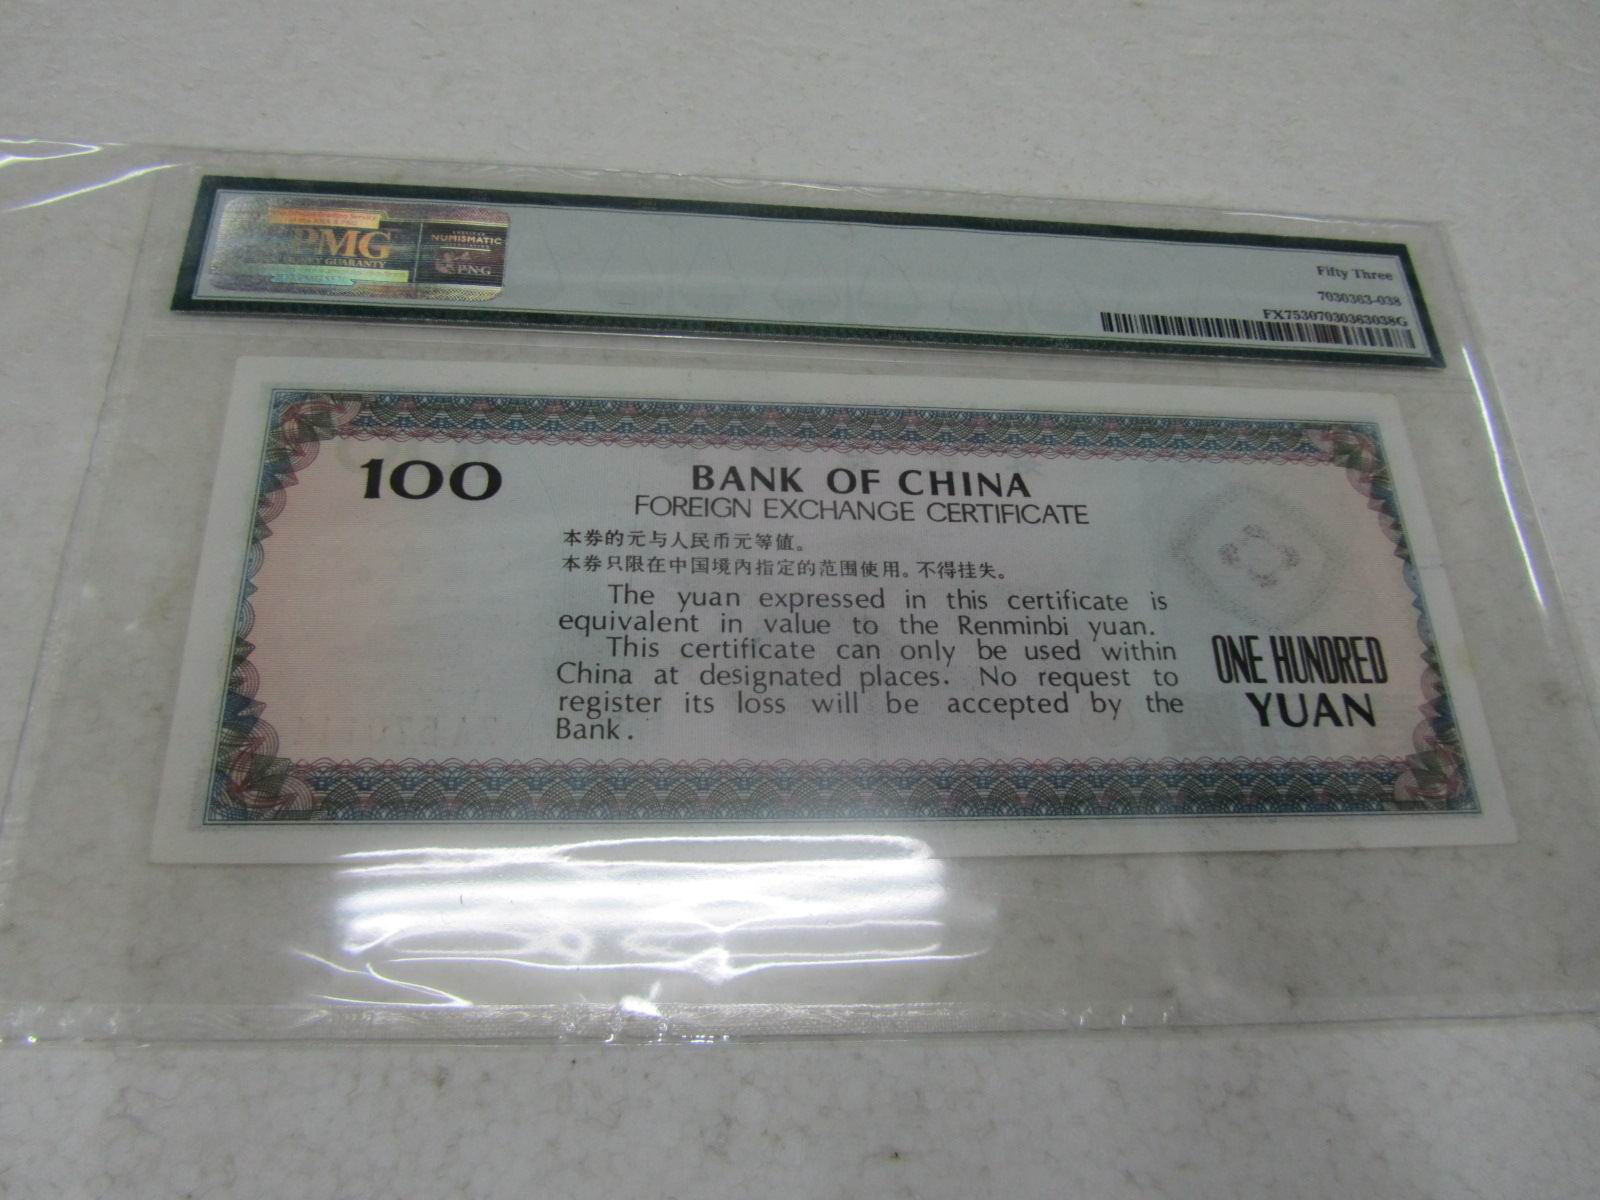 PMG
NUMISMATIC
PNG
Fifty Three
7030363-038
FX75307030363038G
100
BANK OF CHINA
FOREIGN EXCHANGE CERTIFICATE
本券的元与人民币元等値。
本券只限在中国境内指定的范围使用。不得挂失。
The yuan expressed in this certificate is
equivalent in value to the Renminbi yuan.
This certificate can only be used within
China at designated places. No request to
register its loss will be accepted by the
Bank.
ONE HUNDRED
YUAN